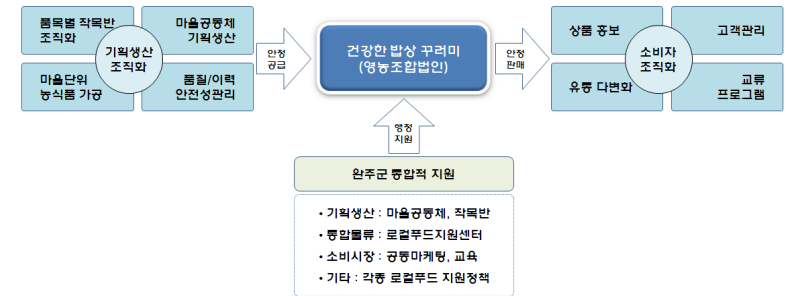 품목별 작목반
조직화
마을공동체
기획생산
기획생산
조직화
마을단위
농식품 가공
품질/이력
안전성관리
안정
공급
건강한 밥상 꾸러미
(영농조합법인)
안정
판매
상품 홍보
고객관리
소비자
조직화
유통 다변화
교류
프로그램
행정
지원
완주군 통합적 지원
• 기획생산 : 마을공동체, 작목반
• 통합물류 : 로컬푸드지원센터
• 소비시장 : 공동마케팅, 교육
• 기타 : 각종 로컬푸드 지원정책